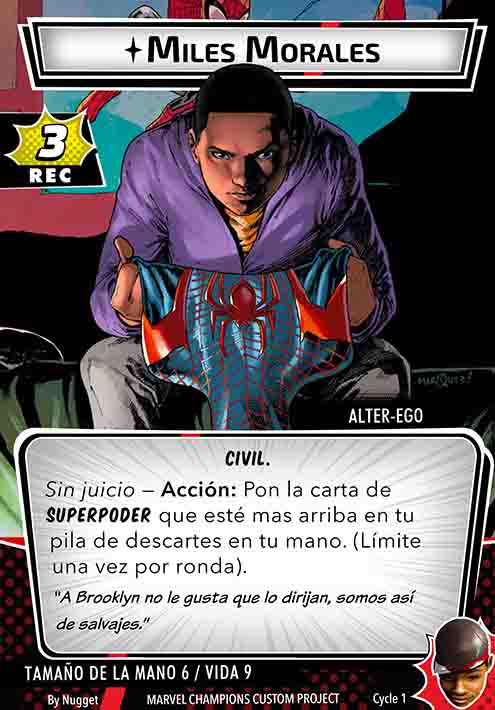 MILES MORALES
3
REC
MARQUEZ!
ALTER-EGO
CIVIL.
Sin juicio – Acción: Pon la carta de
SUPERPODER que esté mas arriba en tu
pila de descartes en tu mano. (Límite
una vez por ronda).
"A Brooklyn no le gusta que lo dirijan, somos así
de salvajes."
TAMAÑO DE LA MANO 6 / VIDA 9
By Nugget MARVEL CHAMPIONS CUSTOM PROJECT Cycle 1